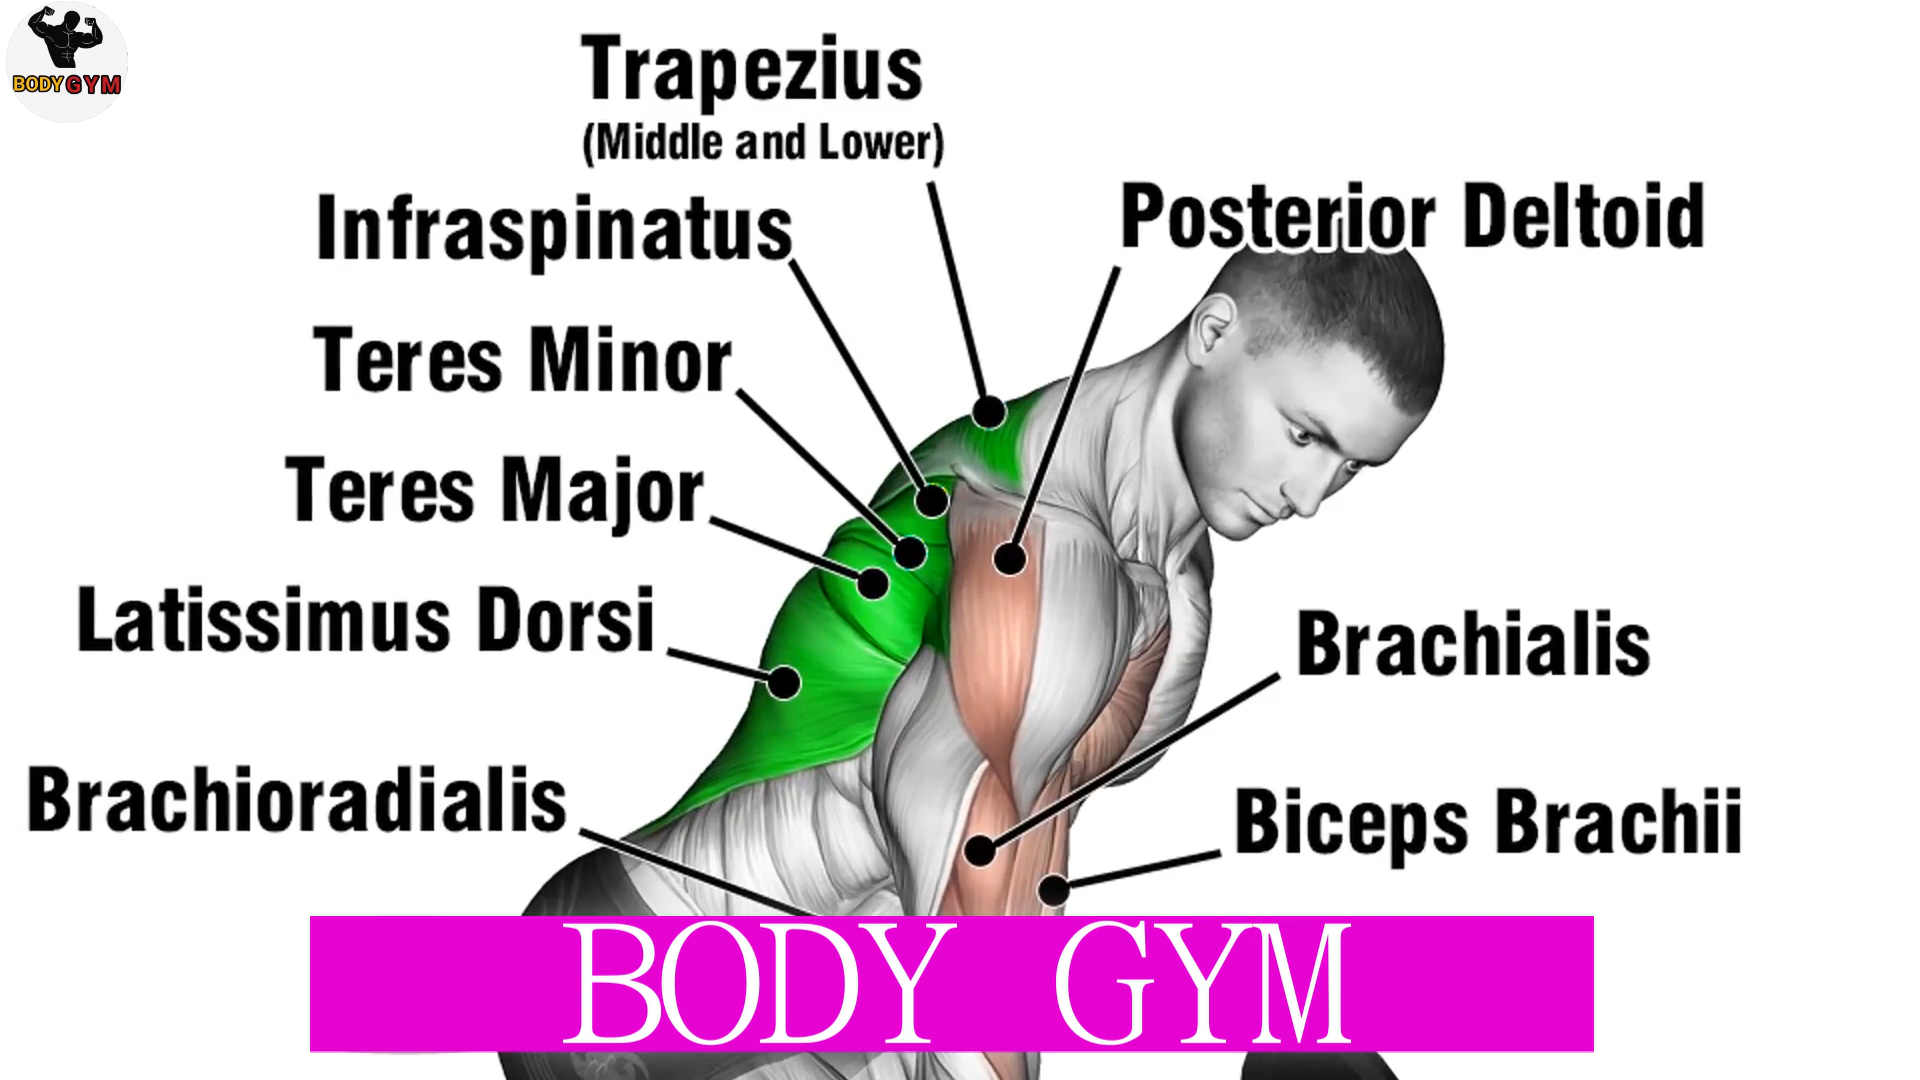 BODY GYM
Trapezius
(Middle and Lower)
Infraspinatus
Posterior Deltoid
Teres Minor
Teres Major
Latissimus Dorsi
Brachialis
Brachioradialis
Biceps Brachii
BODY GYM